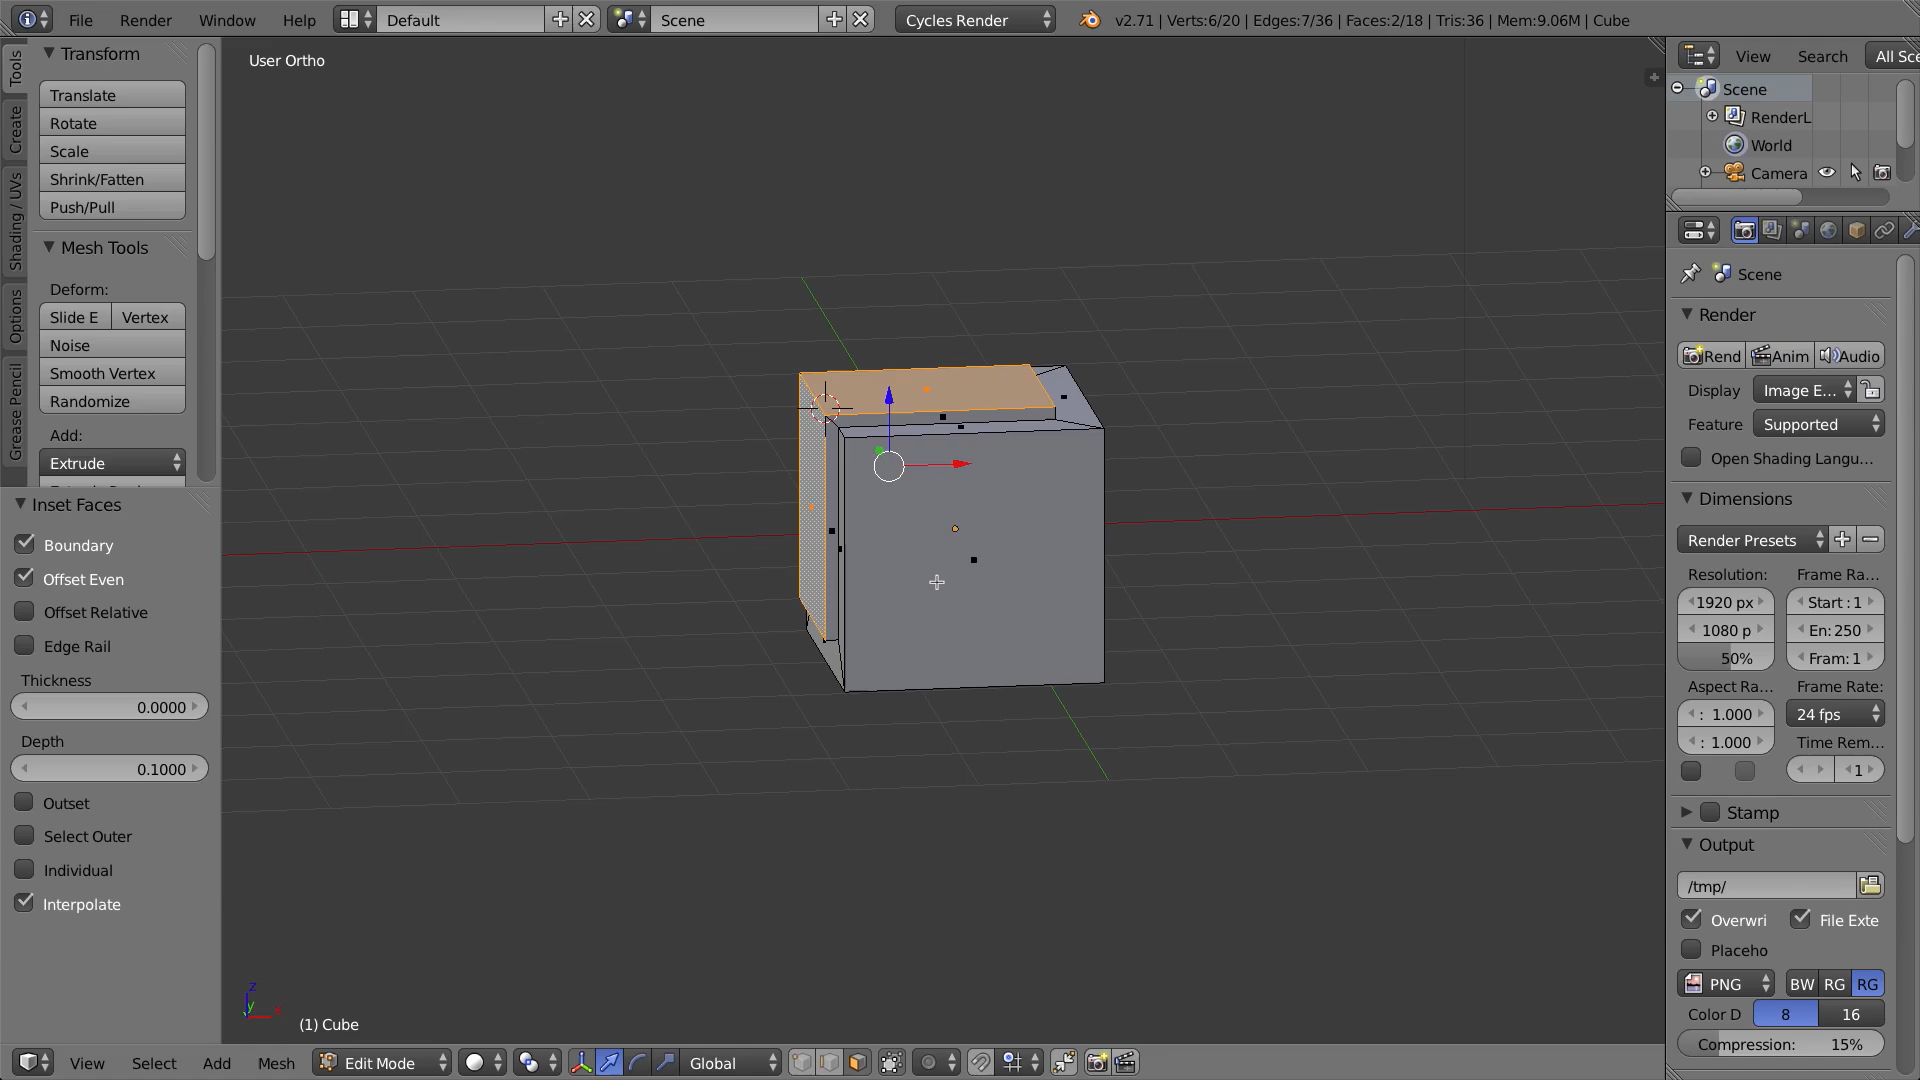 File Render Window Help Default Scene Cycles Render v2.71 | Verts:6/20 | Edges:7/36 | Faces:2/18 | Tris:36 | Mem:9.06M | Cube
Tools
Create
Shading / UVs
Options
Grease Pencil
Transform
Translate
Rotate
Scale
Shrink/Fatten
Push/Pull
Mesh Tools
Deform:
Slide E Vertex
Noise
Smooth Vertex
Randomize
Add:
Extrude
Inset Faces
Boundary
Offset Even
Offset Relative
Edge Rail
Thickness
0.0000
Depth
0.1000
Outset
Select Outer
Individual
Interpolate
User Ortho
z
y
(1) Cube
View Select Add Mesh Edit Mode Global
View Search All Sce
Scene
RenderL
World
Camera
Scene
Render
Rend Anim Audio
Display Image E...
Feature Supported
Open Shading Langu...
Dimensions
Render Presets
Resolution: Frame Ra...
1920 px Start : 1
1080 p En: 250
50% Fram: 1
Aspect Ra... Frame Rate:
: 1.000 24 fps
: 1.000 Time Rem...
1
Stamp
Output
/tmp/
Overwri File Exte
Placeho
PNG BW RG RG
Color D 8 16
Compression: 15%